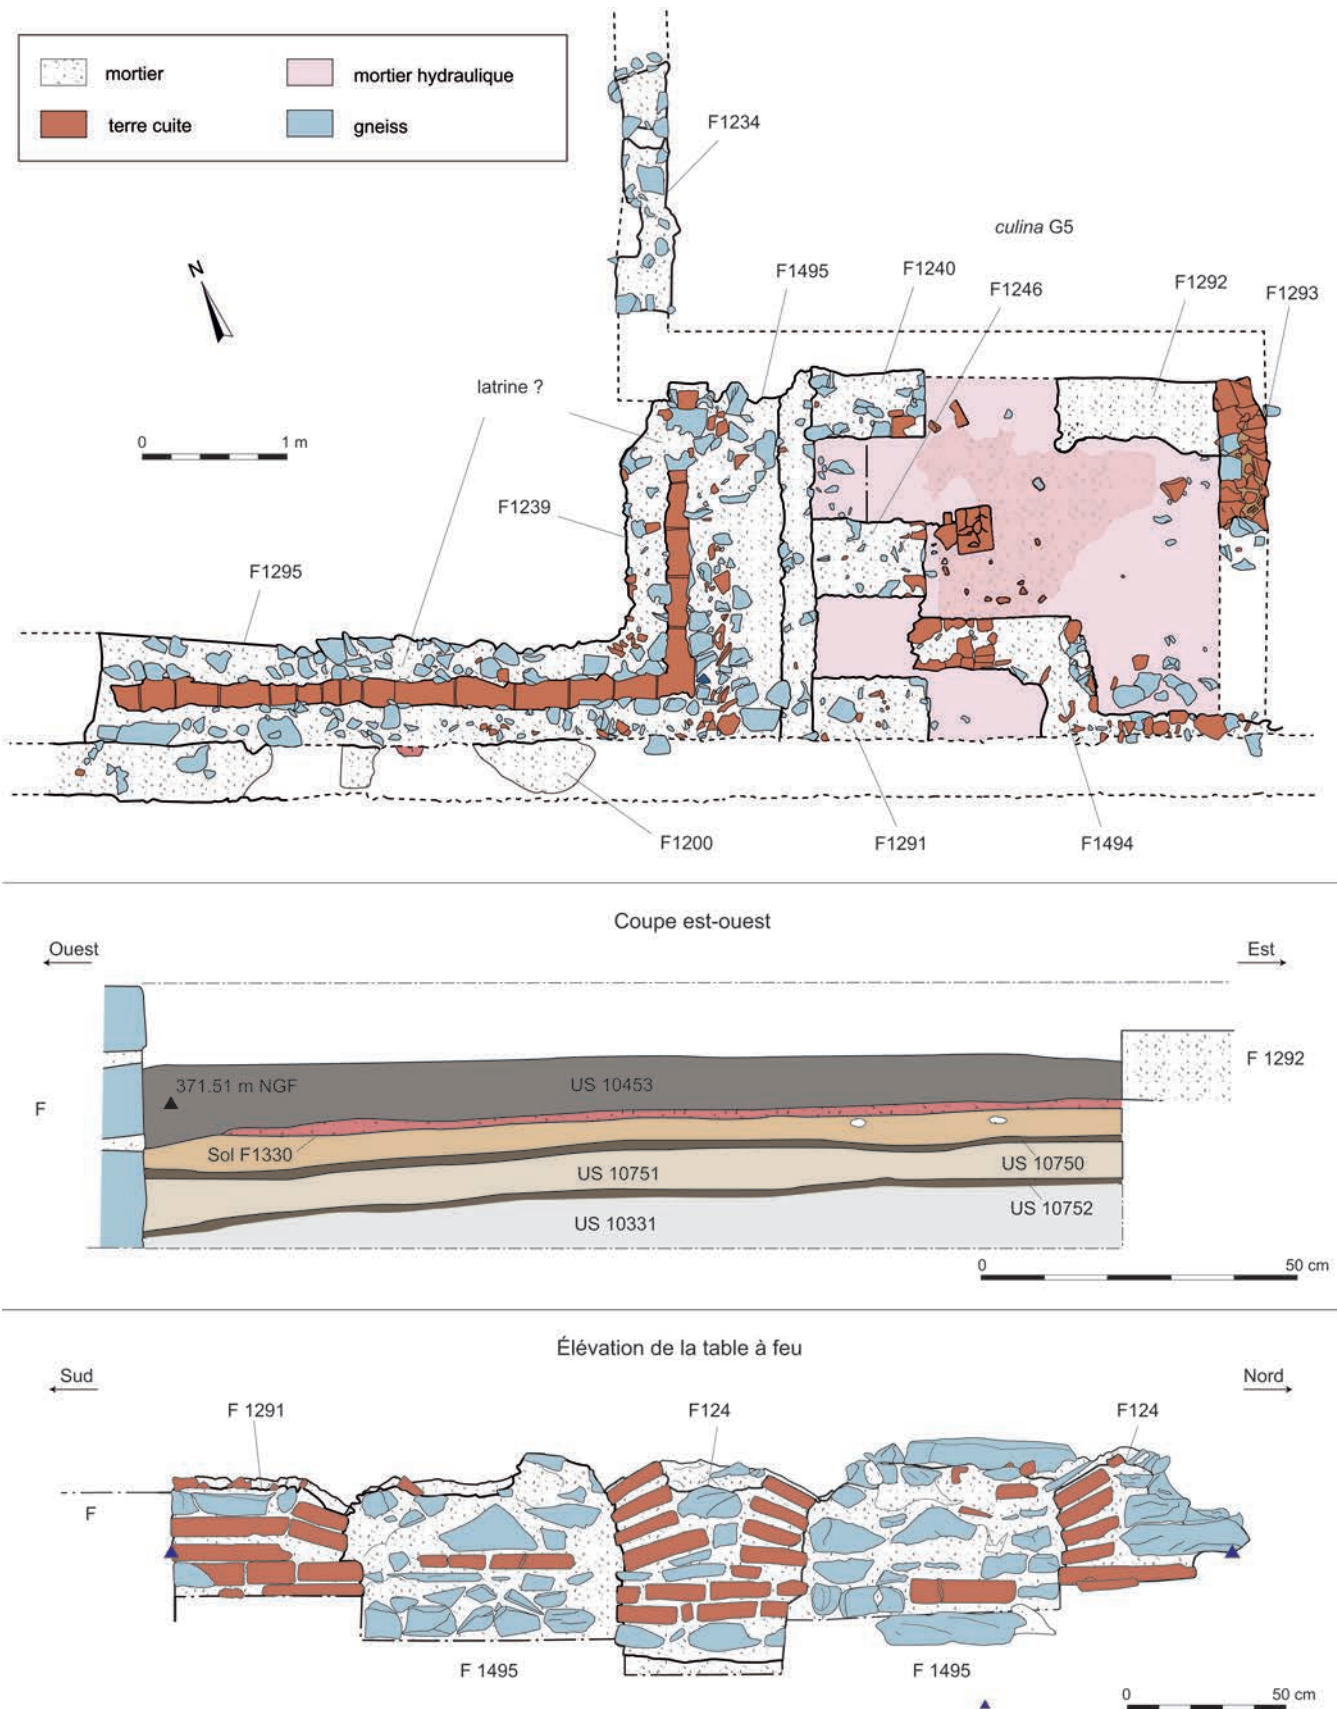 mortier
mortier hydraulique
terre cuite
gneiss
F1234
culina G5
N
F1495
F1240
F1246
F1292
F1293
latrine ?
0 1 m
F1239
F1295
F1200
F1291
F1494
Coupe est-ouest
Ouest
Est
F 1292
371.51 m NGF
US 10453
F
Sol F1330
US 10751
US 10750
US 10752
US 10331
0 50 cm
Élévation de la table à feu
Sud
Nord
F 1291
F124
F124
F
F 1495
F 1495
0 50 cm